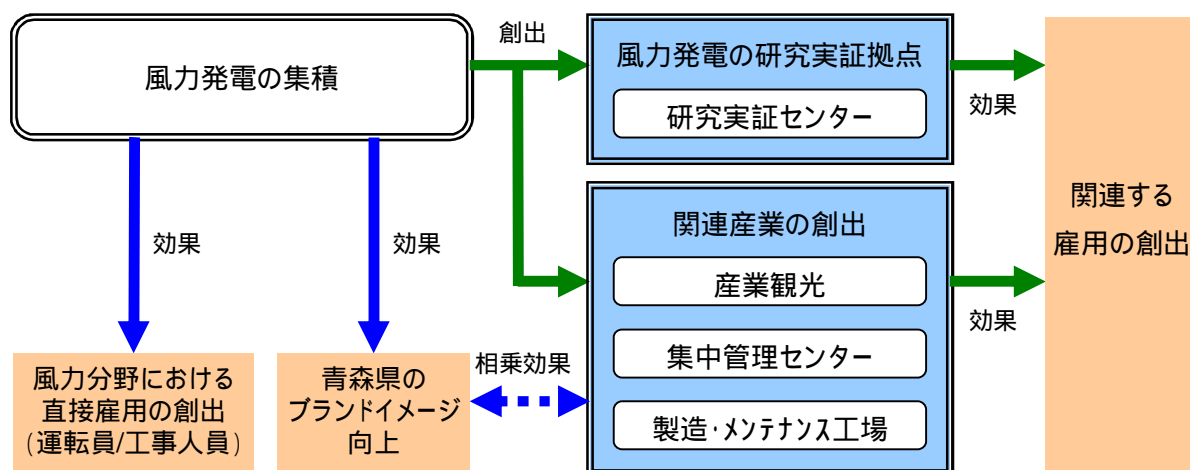 風力発電の集積
創出
風力発電の研究実証拠点
研究実証センター
効果
関連産業の創出
産業観光
集中管理センター
製造・メンテナンス工場
効果
関連する
雇用の創出
効果
効果
風力分野における
直接雇用の創出
(運転員/工事人員)
青森県の
ブランドイメージ
向上
相乗効果